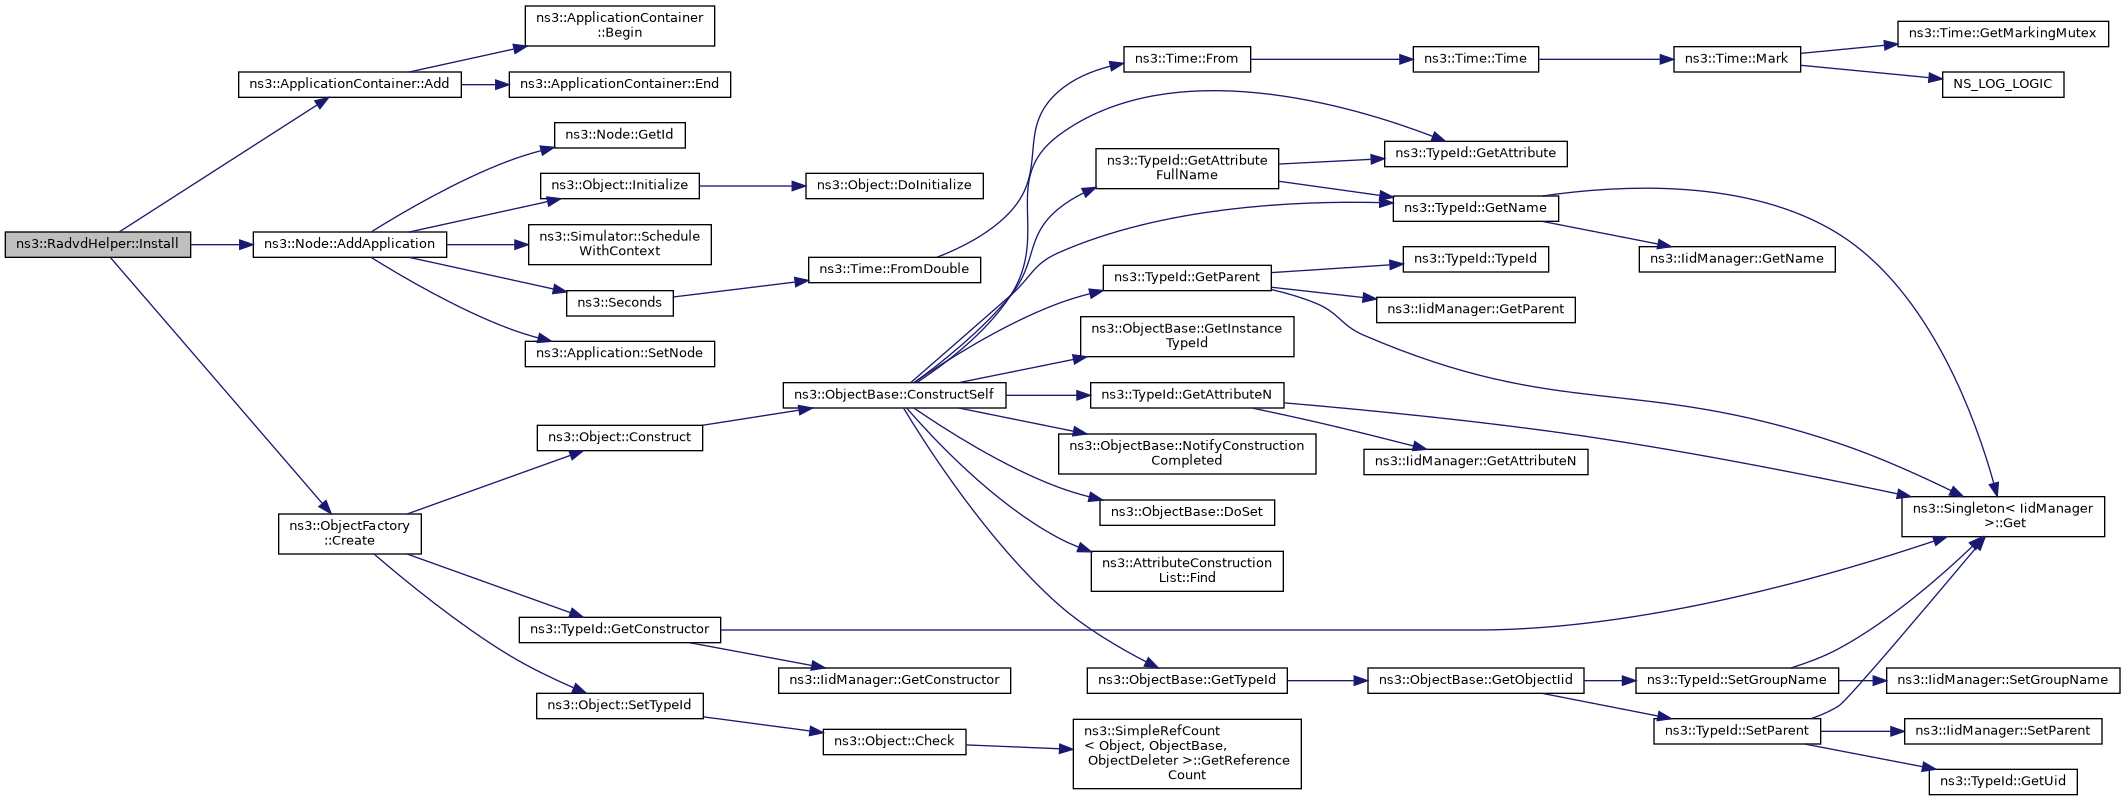 ns3::RadvdHelper::Install
ns3::ApplicationContainer::Add
ns3::ApplicationContainer
::Begin
ns3::ApplicationContainer::End
ns3::Node::AddApplication
ns3::Node::GetId
ns3::Object::Initialize
ns3::Object::DoInitialize
ns3::Simulator::Schedule
WithContext
ns3::Seconds
ns3::Time::FromDouble
ns3::Application::SetNode
ns3::Time::From
ns3::Time::Time
ns3::Time::Mark
ns3::Time::GetMarkingMutex
NS_LOG_LOGIC
ns3::ObjectFactory
::Create
ns3::Object::Construct
ns3::ObjectBase::ConstructSelf
ns3::TypeId::GetAttribute
ns3::TypeId::GetAttribute
FullName
ns3::TypeId::GetName
ns3::IidManager::GetName
ns3::TypeId::GetParent
ns3::TypeId::TypeId
ns3::IidManager::GetParent
ns3::ObjectBase::GetInstance
TypeId
ns3::TypeId::GetAttributeN
ns3::IidManager::GetAttributeN
ns3::ObjectBase::NotifyConstruction
Completed
ns3::ObjectBase::DoSet
ns3::AttributeConstruction
List::Find
ns3::Singleton< IidManager
>::Get
ns3::TypeId::GetConstructor
ns3::IidManager::GetConstructor
ns3::ObjectBase::GetTypeId
ns3::ObjectBase::GetObjectIid
ns3::TypeId::SetGroupName
ns3::IidManager::SetGroupName
ns3::TypeId::SetParent
ns3::IidManager::SetParent
ns3::TypeId::GetUid
ns3::Object::SetTypeId
ns3::Object::Check
ns3::SimpleRefCount
< Object, ObjectBase,
ObjectDeleter >::GetReference
Count